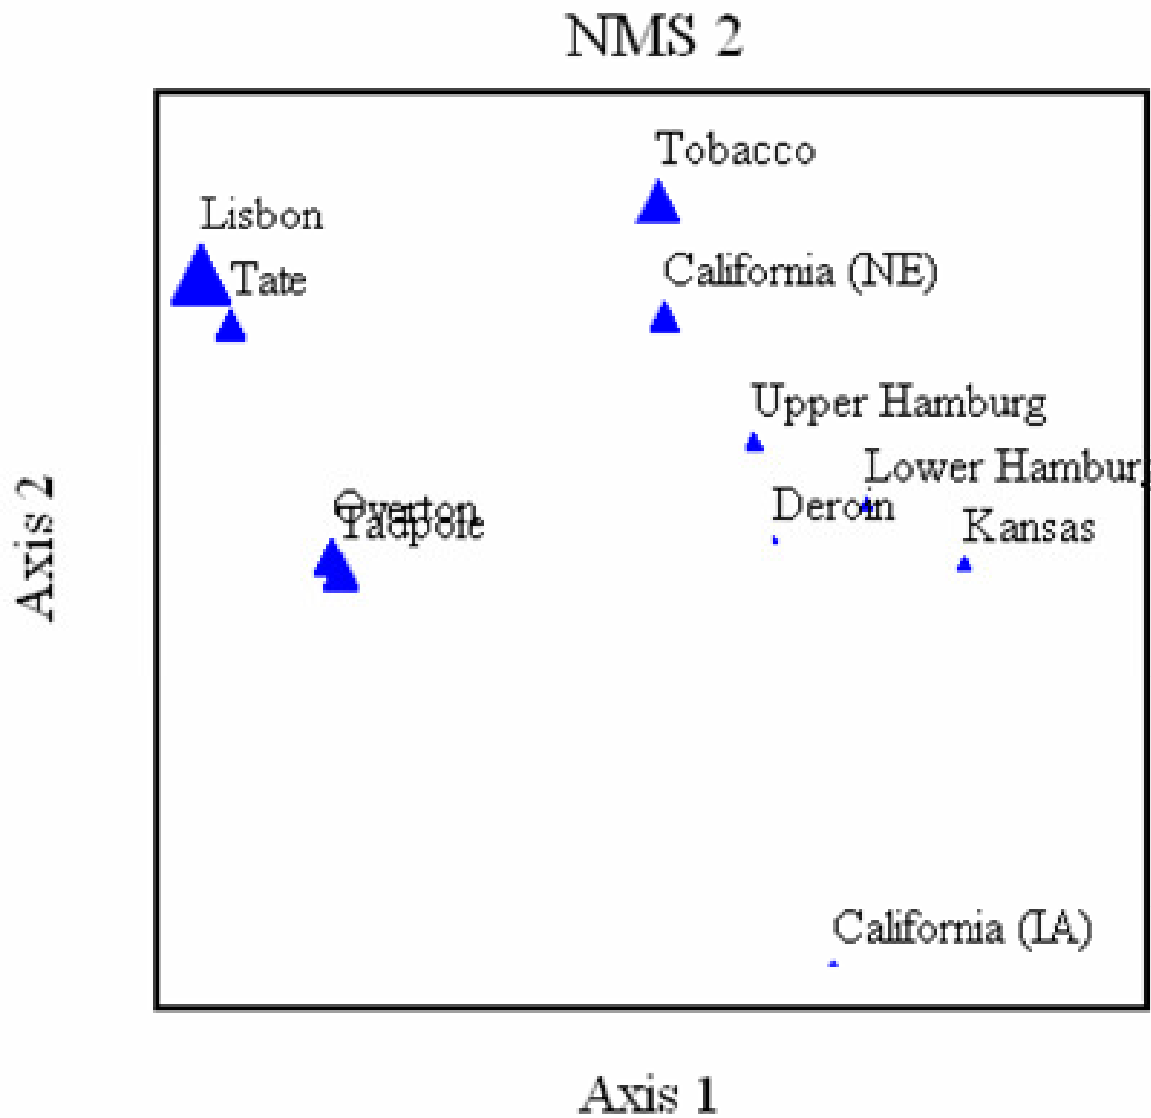 NMS 2
Tobacco
Lisbon
California (NE)
Tate
Upper Hamburg
Lower Hamburg
Deroin
Overton
Tadpole
Kansas
Axis 2
California (IA)
Axis 1